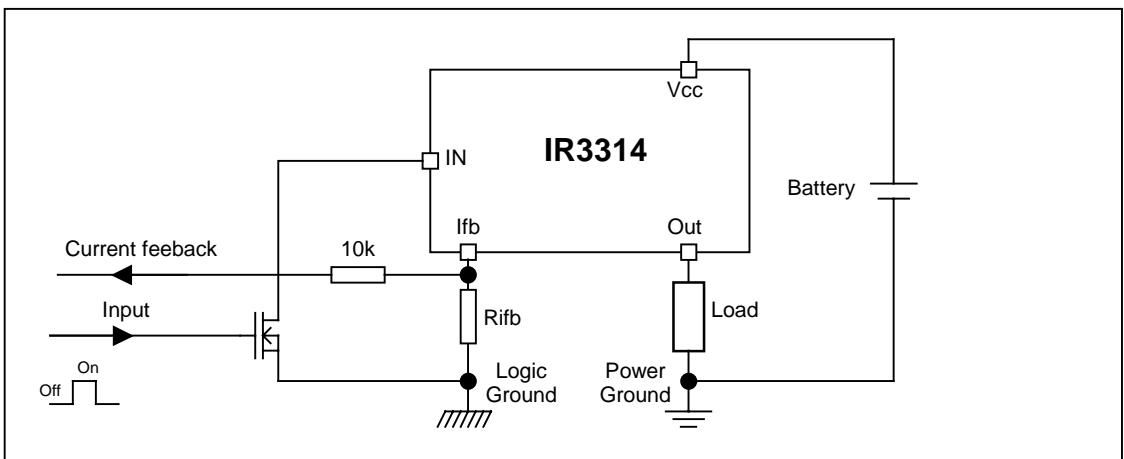 Vcc
IR3314
IN
Battery
Ifb
Out
Current feeback
10k
Input
Rifb
Load
On
Off
Logic
Ground
Power
Ground